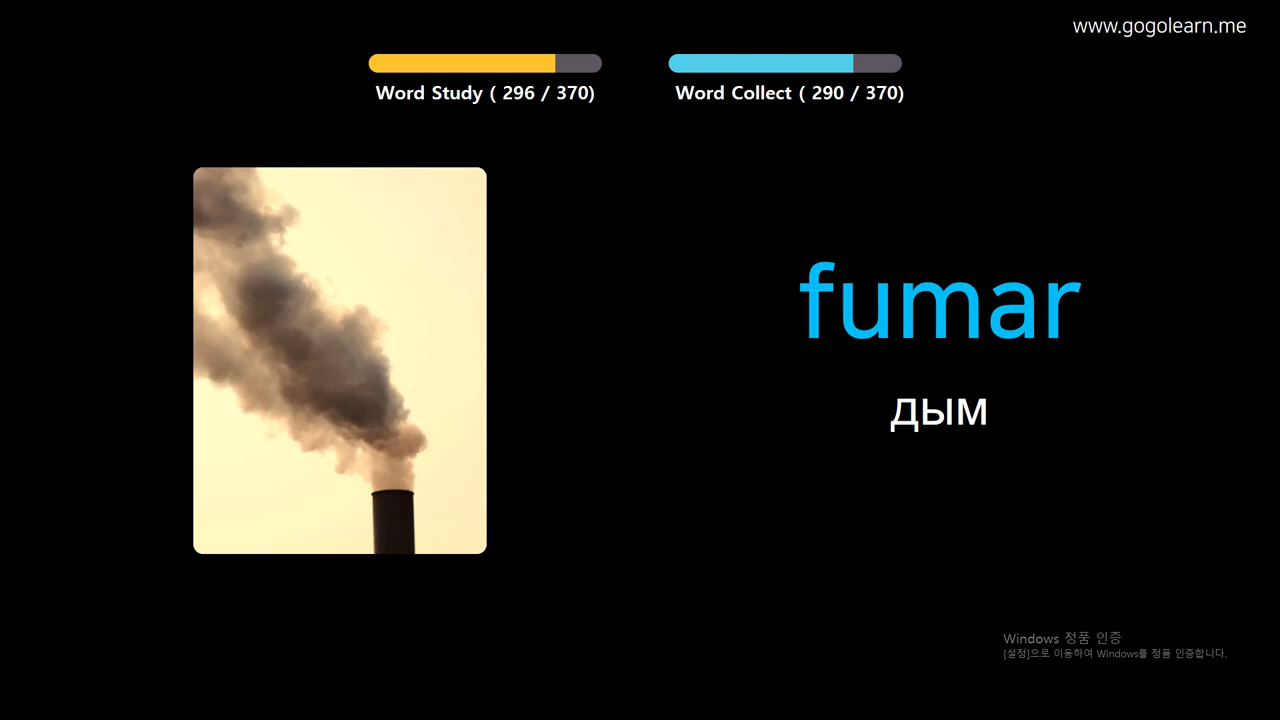 www.gogolearn.me
Word Study ( 296 / 370)
Word Collect ( 290 / 370)
fumar
дым
Windows 정품 인증
[설정]으로 이동하여 Windows를 정품 인증합니다.